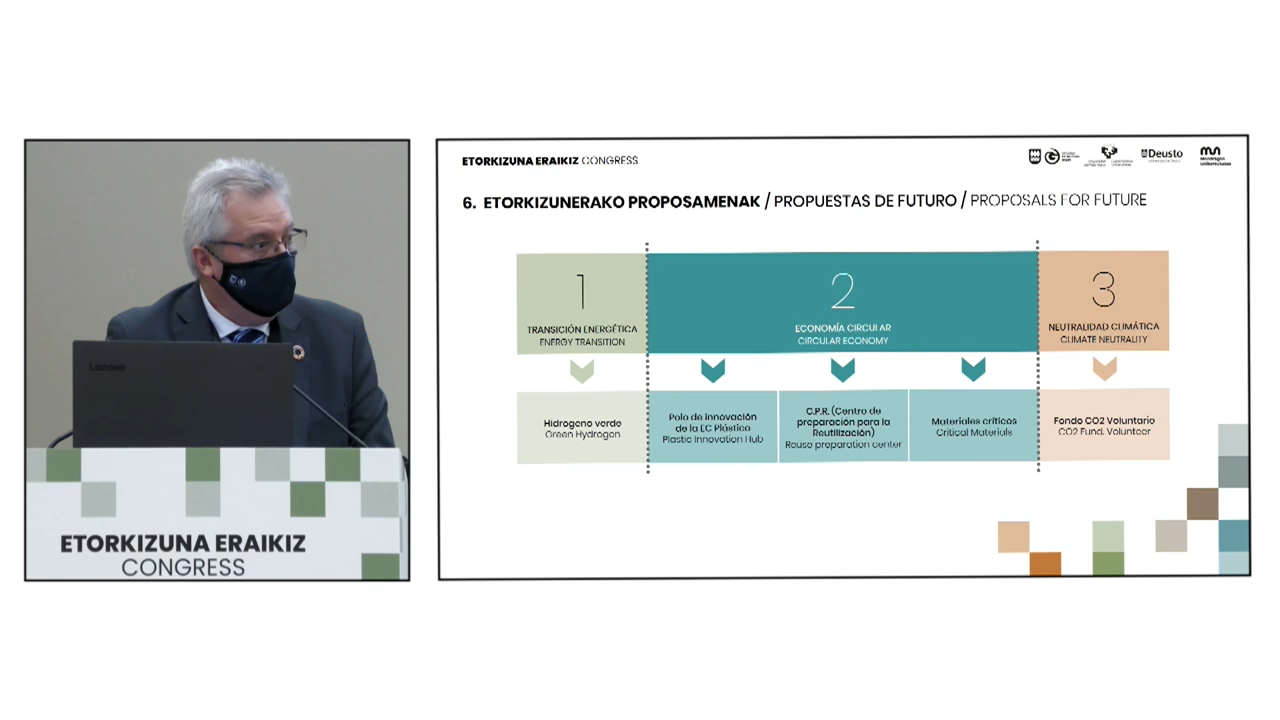 Lenovo
ETORKIZUNA ERAIKIZ
CONGRESS
ETORKIZUNA ERAIKIZ CONGRESS
Deusto
Mondragon
Unibertsitatea
6. ETORKIZUNERAKO PROPOSAMENAK / PROPUESTAS DE FUTURO / PROPOSALS FOR FUTURE
1
TRANSICIÓN ENERGÉTICA
ENERGY TRANSITION
2
ECONOMÍA CIRCULAR
CIRCULAR ECONOMY
3
NEUTRALIDAD CLIMÁTICA
CLIMATE NEUTRALITY
Hidrogeno verde
Green Hydrogen
Polo de innovación
de la EC Plástico
Plastic Innovation Hub
C.P.R. (Centro de
preparación para la
Reutilización)
Reuse preparation center
Materiales críticos
Critical Materials
Fondo CO2 Voluntario
CO2 Fund. Volunteer